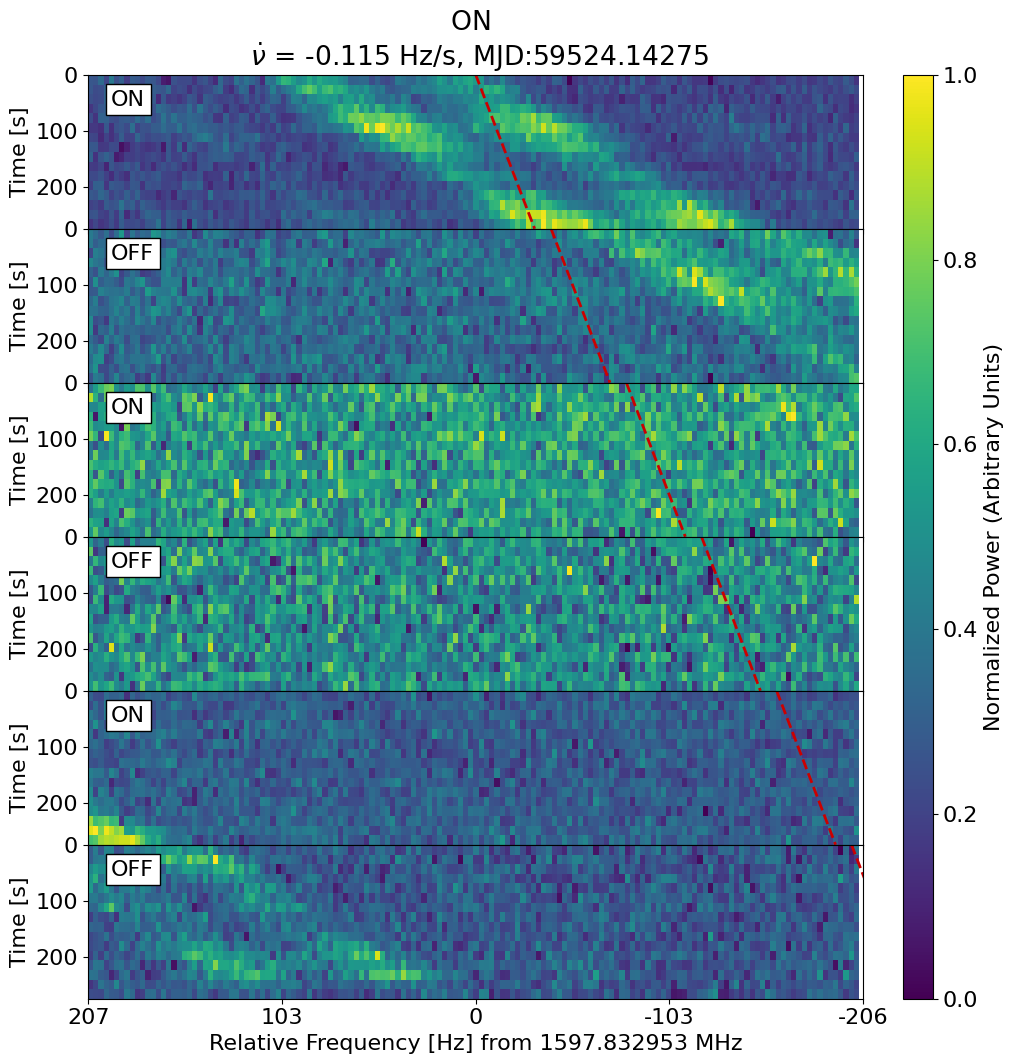 ON
ν̇ = -0.115 Hz/s, MJD:59524.14275
0
ON
100
200
Time [s]
0
OFF
100
200
Time [s]
0
ON
100
200
Time [s]
0
OFF
100
200
Time [s]
0
ON
100
200
Time [s]
0
OFF
100
200
Time [s]
207
103
0
-103
-206
Relative Frequency [Hz] from 1597.832953 MHz
1.0
0.8
0.6
0.4
0.2
0.0
Normalized Power (Arbitrary Units)